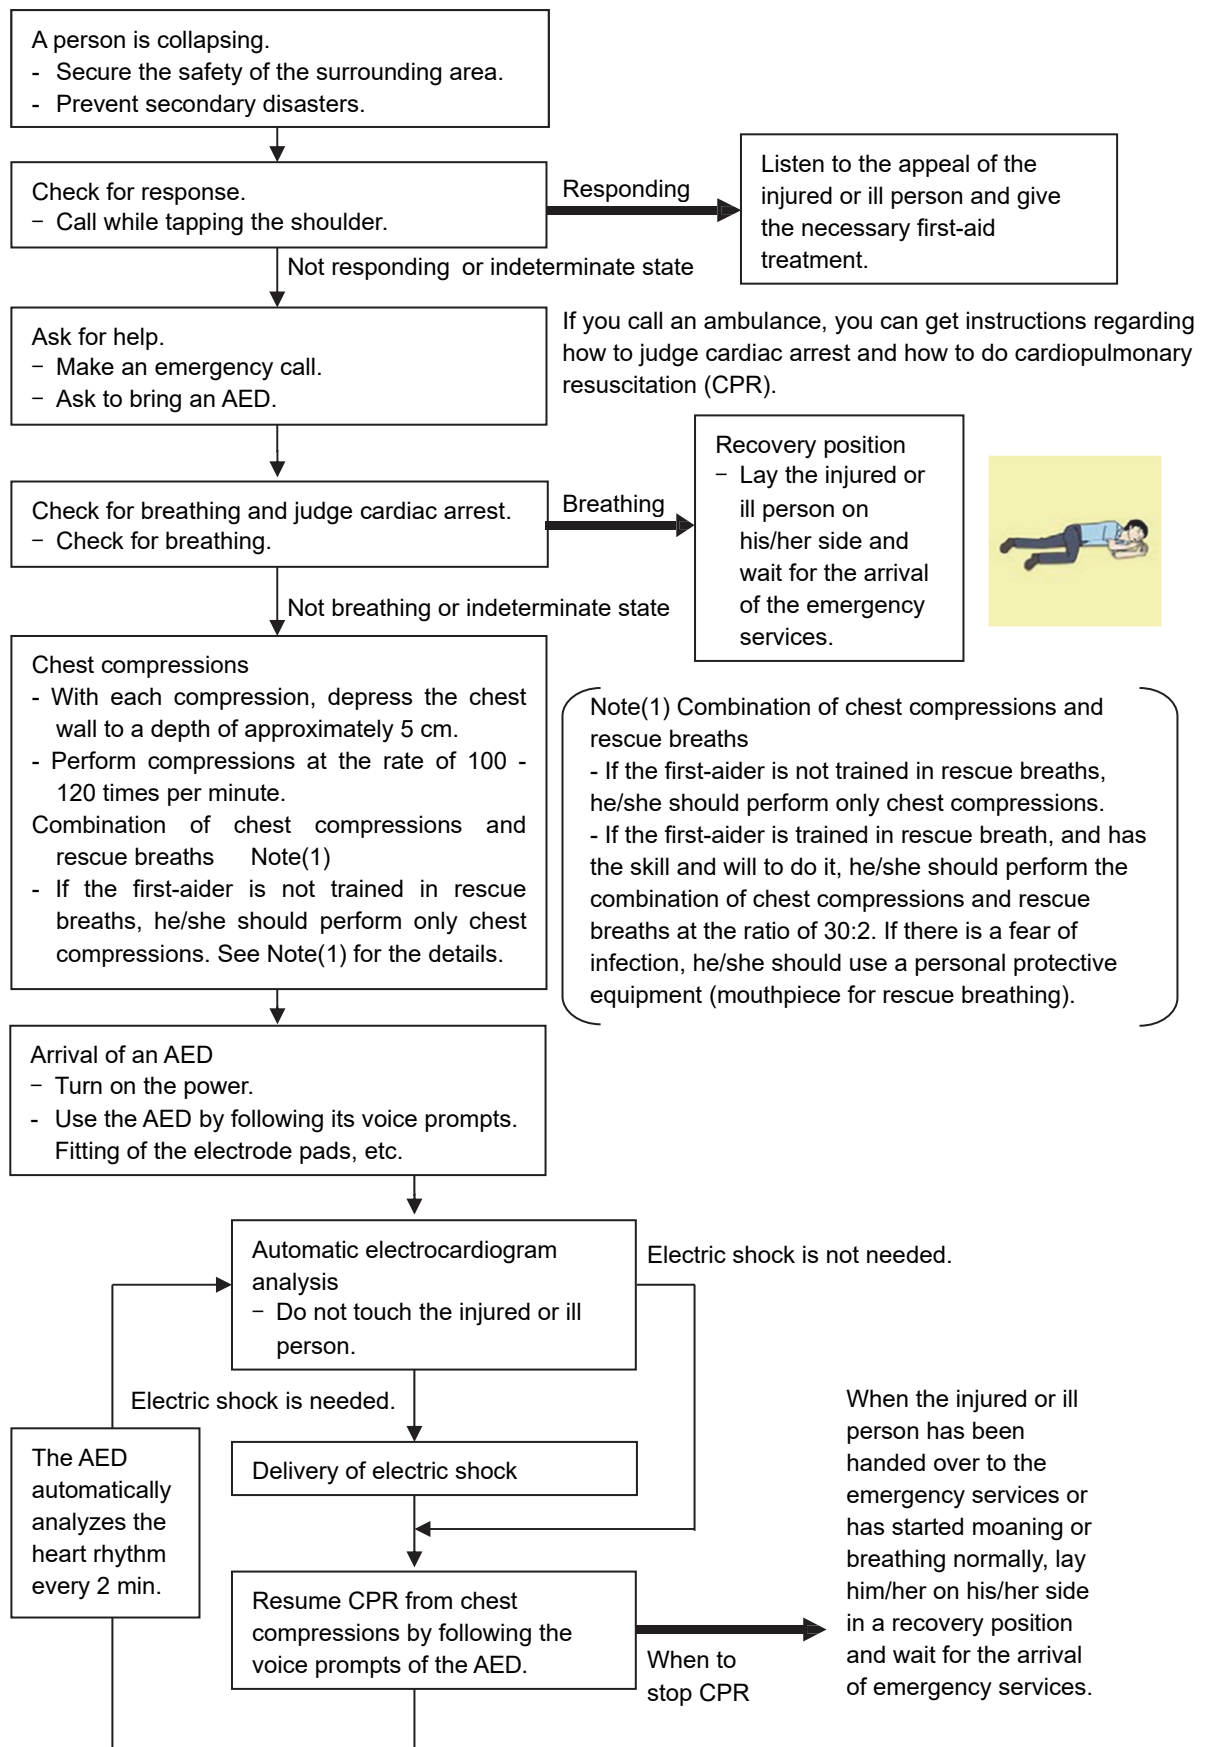 A person is collapsing.
- Secure the safety of the surrounding area.
- Prevent secondary disasters.
Check for response.
− Call while tapping the shoulder.
Responding
Listen to the appeal of the
injured or ill person and give
the necessary first-aid
treatment.
Not responding or indeterminate state
Ask for help.
− Make an emergency call.
− Ask to bring an AED.
If you call an ambulance, you can get instructions regarding
how to judge cardiac arrest and how to do cardiopulmonary
resuscitation (CPR).
Check for breathing and judge cardiac arrest.
− Check for breathing.
Breathing
Recovery position
− Lay the injured or
ill person on
his/her side and
wait for the arrival
of the emergency
services.
Not breathing or indeterminate state
Chest compressions
- With each compression, depress the chest
wall to a depth of approximately 5 cm.
- Perform compressions at the rate of 100 -
120 times per minute.
Combination of chest compressions and
rescue breaths Note(1)
- If the first-aider is not trained in rescue
breaths, he/she should perform only chest
compressions. See Note(1) for the details.
Note(1) Combination of chest compressions and
rescue breaths
- If the first-aider is not trained in rescue breaths,
he/she should perform only chest compressions.
- If the first-aider is trained in rescue breath, and has
the skill and will to do it, he/she should perform the
combination of chest compressions and rescue
breaths at the ratio of 30:2. If there is a fear of
infection, he/she should use a personal protective
equipment (mouthpiece for rescue breathing).
Arrival of an AED
− Turn on the power.
- Use the AED by following its voice prompts.
Fitting of the electrode pads, etc.
Automatic electrocardiogram
analysis
− Do not touch the injured or ill
person.
Electric shock is not needed.
Electric shock is needed.
The AED
automatically
analyzes the
heart rhythm
every 2 min.
Delivery of electric shock
Resume CPR from chest
compressions by following the
voice prompts of the AED.
When to
stop CPR
When the injured or ill
person has been
handed over to the
emergency services or
has started moaning or
breathing normally, lay
him/her on his/her side
in a recovery position
and wait for the arrival
of emergency services.